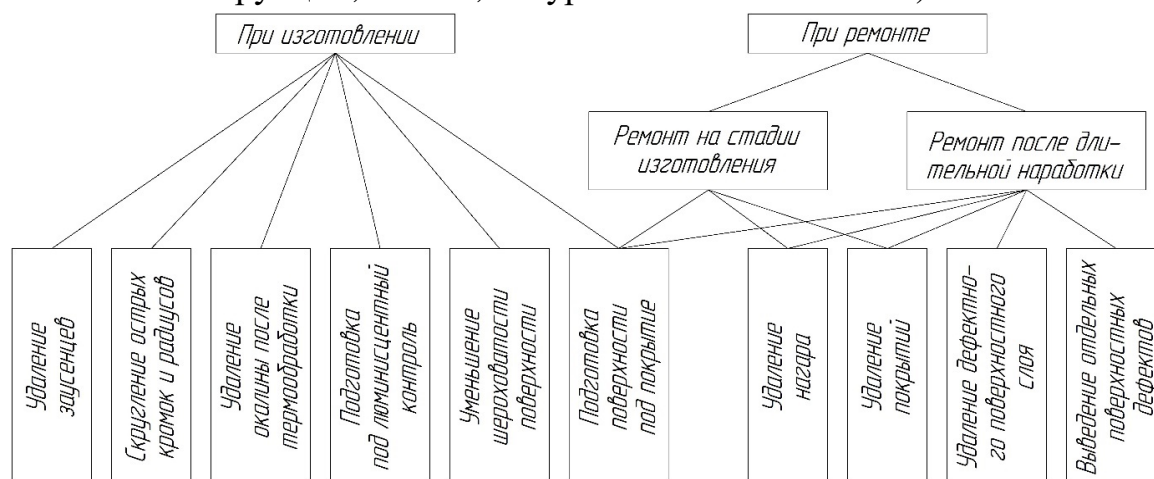 При изготовлении
При ремонте
Ремонт на стадии
изготовления
Ремонт после дли-
тельной наработки
Удаление
заусенцев
Скругление острых
кромок и радиусов
Удаление
окалины после
термообработки
Подготовка
под люминисцентный
контроль
Уменьшение
шероховатости
поверхности
Подготовка
поверхности
под покрытие
Удаление
нагара
Удаление
покрытий
Удаление дефектно-
го поверхностного
слоя
Выведение отдельных
поверхностных
дефектов